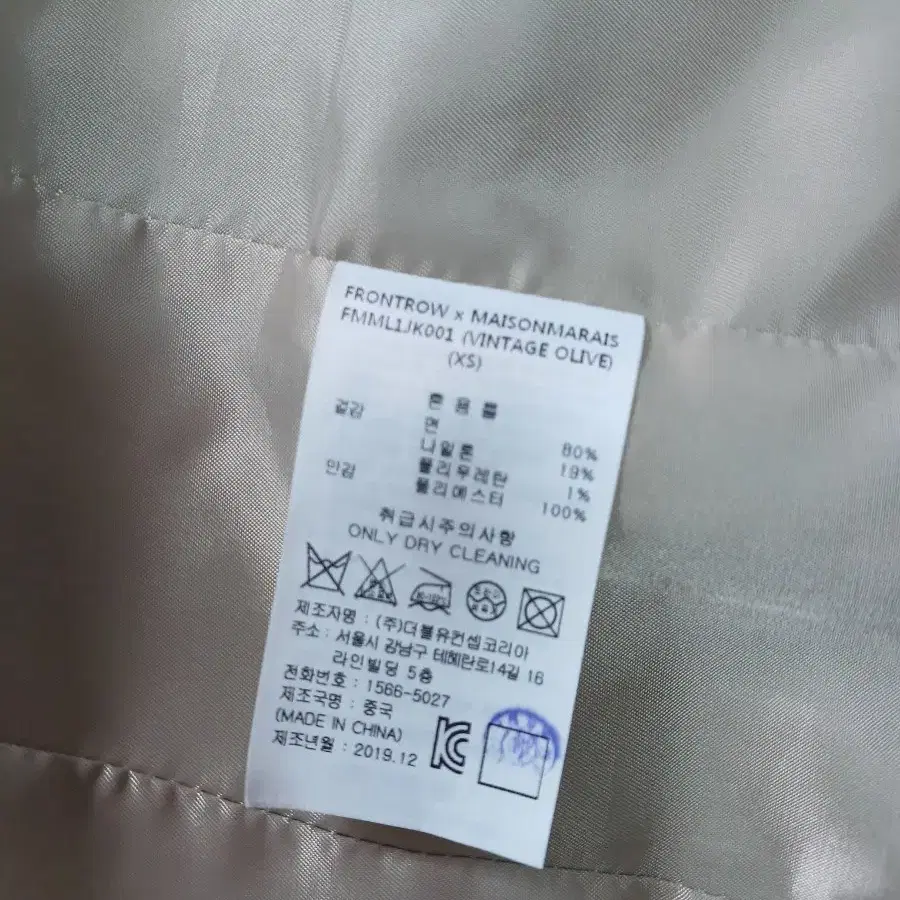 FRONTROW x MAISONMARAIS
FMML1JK001 (VINTAGE OLIVE)
(XS)
혼 용 률
겉감 면 80%
나일론 19%
폴리우레탄 1%
안감 폴리에스터 100%
취급시주의사항
ONLY DRY CLEANING
제조자명 : (주)더블유컨셉코리아
주소 : 서울시 강남구 테헤란로14길 16
라인빌딩 5층
전화번호 : 1566-5027
제조국명 : 중국
(MADE IN CHINA)
제조년월 : 2019.12